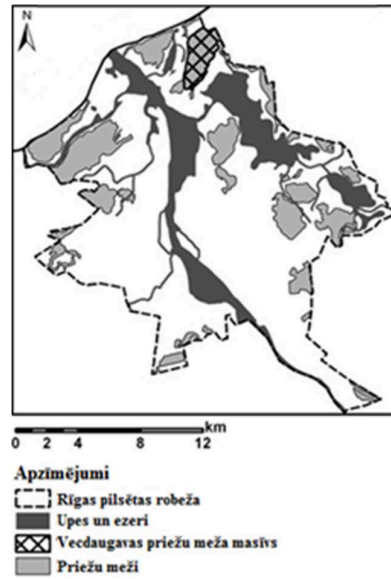 N
km
0 2 4 8 12
Apzīmējumi
Rīgas pilsētas robeža
Upes un ezeri
Vecdaugavas priežu meža masīvs
Priežu meži